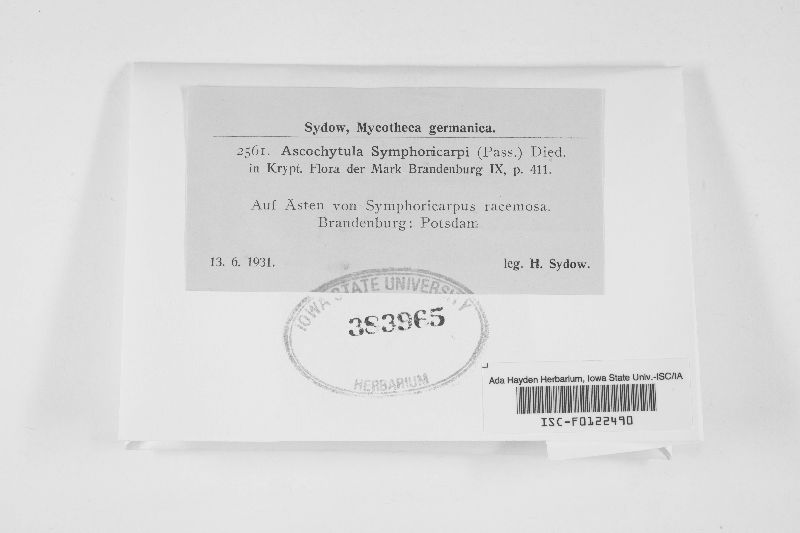 Sydow, Mycotheca germanica.
2561. Ascochytula Symphoricarpi (Pass.) Died.
in Krypt. Flora der Mark Brandenburg IX, p. 411.
Auf Ästen von Symphoricarpus racemosa.
Brandenburg: Potsdam
13. 6. 1931. leg. H. Sydow.
IOWA STATE UNIVERSITY
383965
HERBARIUM
Ada Hayden Herbarium, Iowa State Univ.-ISC/IA
ISC-F0122490